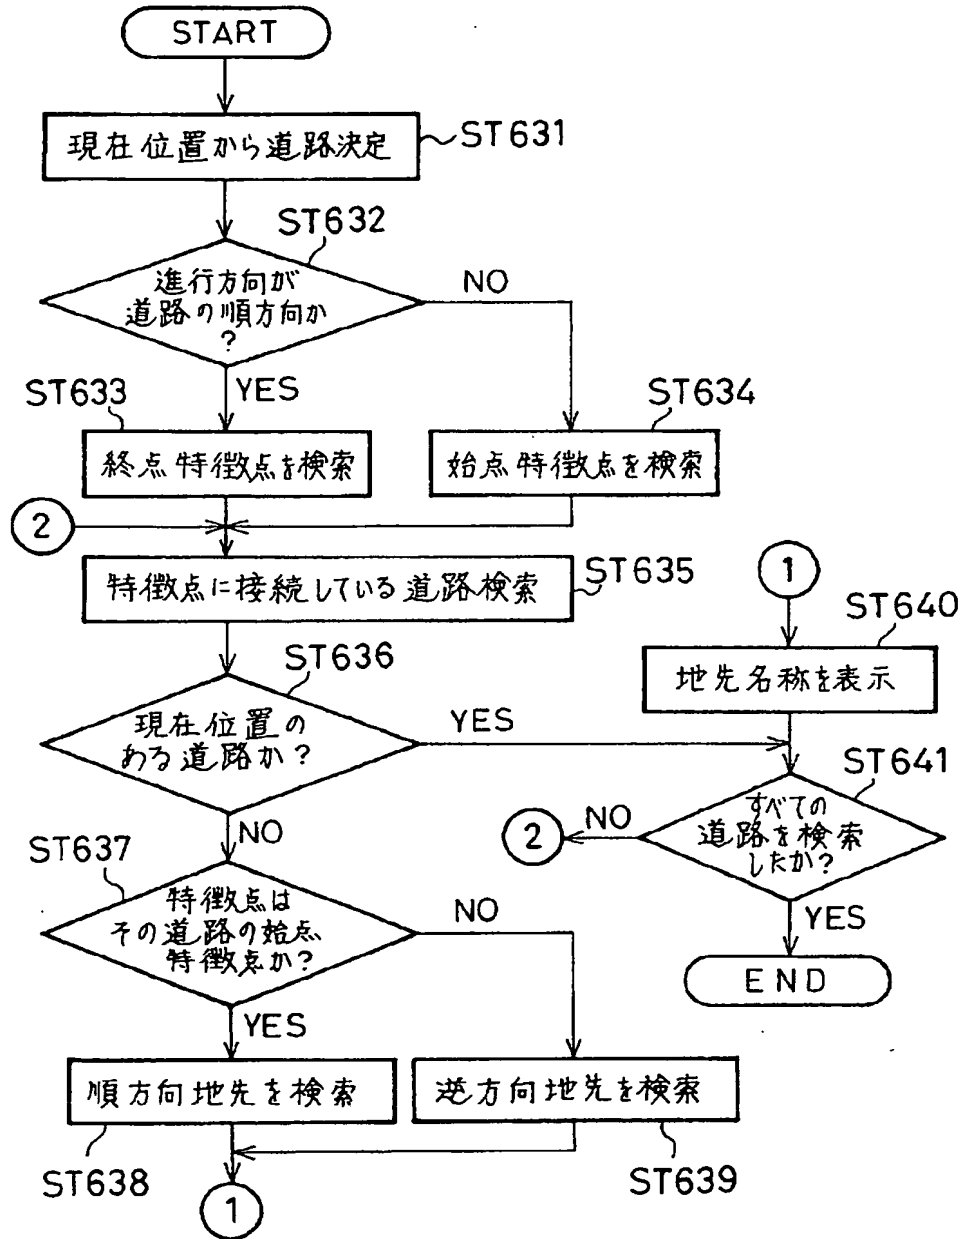 START
現在位置から道路決定
ST631
ST632
進行方向が
道路の順方向か
?
NO
YES
ST633
終点特徴点を検索
ST634
始点特徴点を検索
2
特徴点に接続している道路検索
ST635
ST636
現在位置の
ある道路か?
YES
NO
ST637
特徴点は
その道路の始点
特徴点か?
NO
YES
順方向地先を検索
ST638
逆方向地先を検索
ST639
1
1
ST640
地先名称を表示
ST641
すべての
道路を検索
したか?
NO
2
YES
END